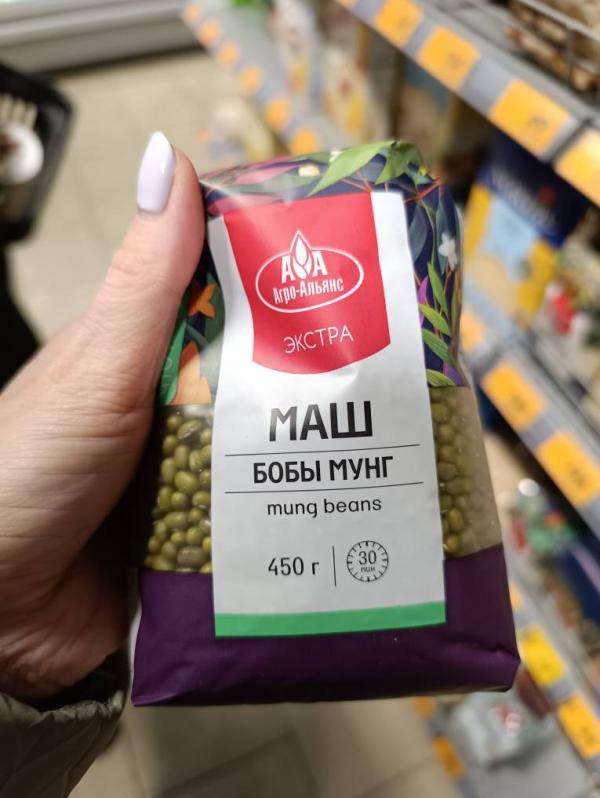 АА
Агро-Альянс
ЭКСТРА
МАШ
БОБЫ МУНГ
mung beans
450 г
30
мин